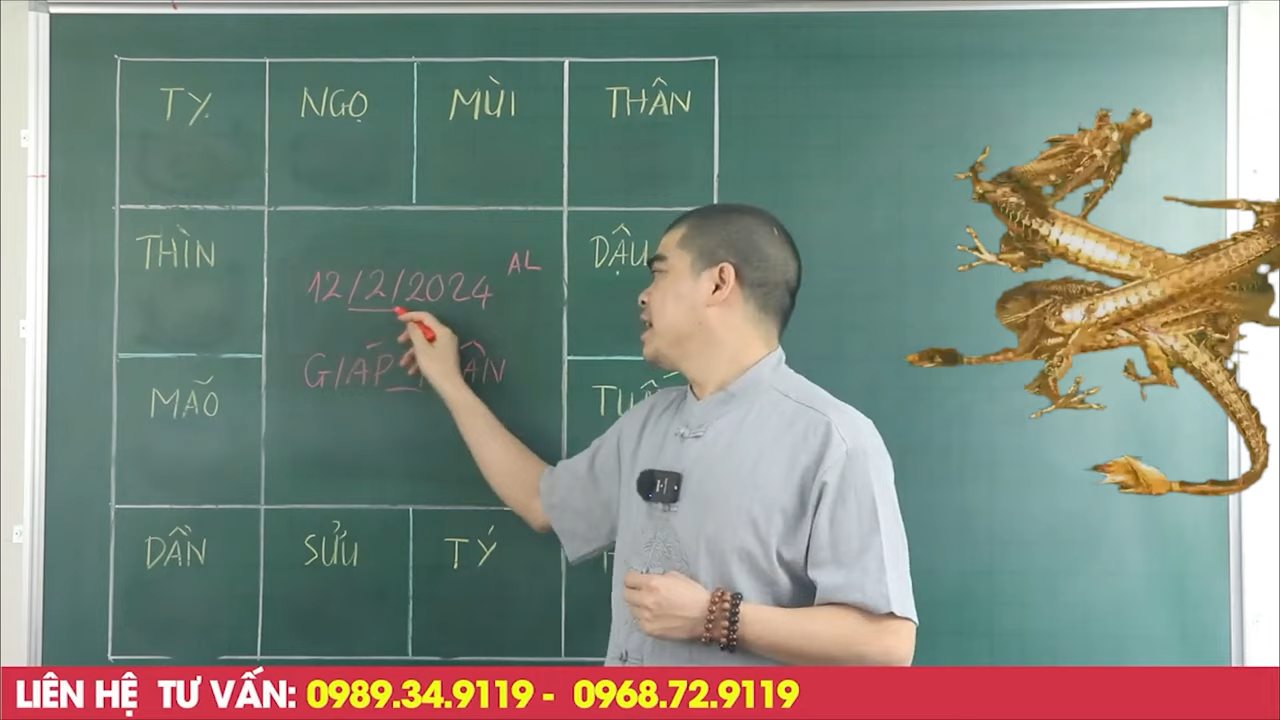 TỴ NGỌ MÙI THÂN
THÌN DẬU
12/2/2024 AL
GIÁP
MÃO
DẦN SỬU TÝ
LIÊN HỆ TƯ VẤN: 0989.34.9119 - 0968.72.9119